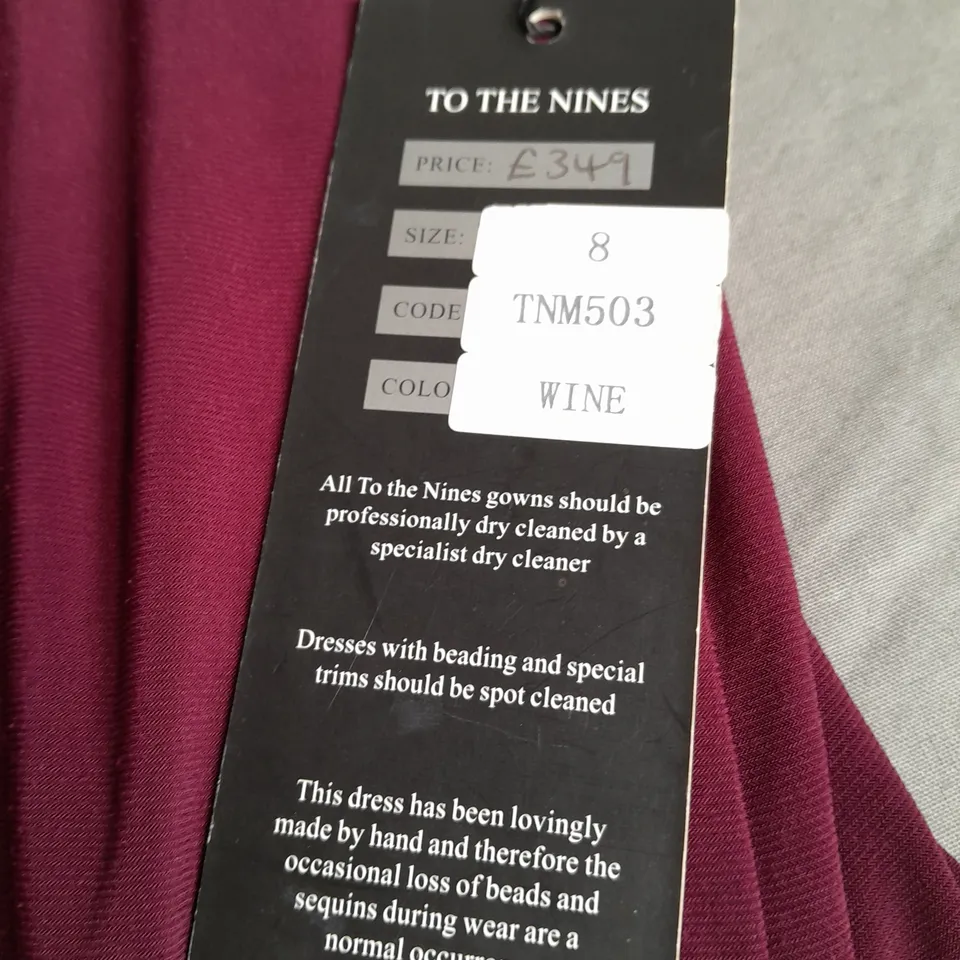 TO THE NINES
PRICE: £349
SIZE: 8
CODE TNM503
COLO WINE
All To the Nines gowns should be
professionally dry cleaned by a
specialist dry cleaner
Dresses with beading and special
trims should be spot cleaned
This dress has been lovingly
made by hand and therefore the
occasional loss of beads and
sequins during wear are a
normal